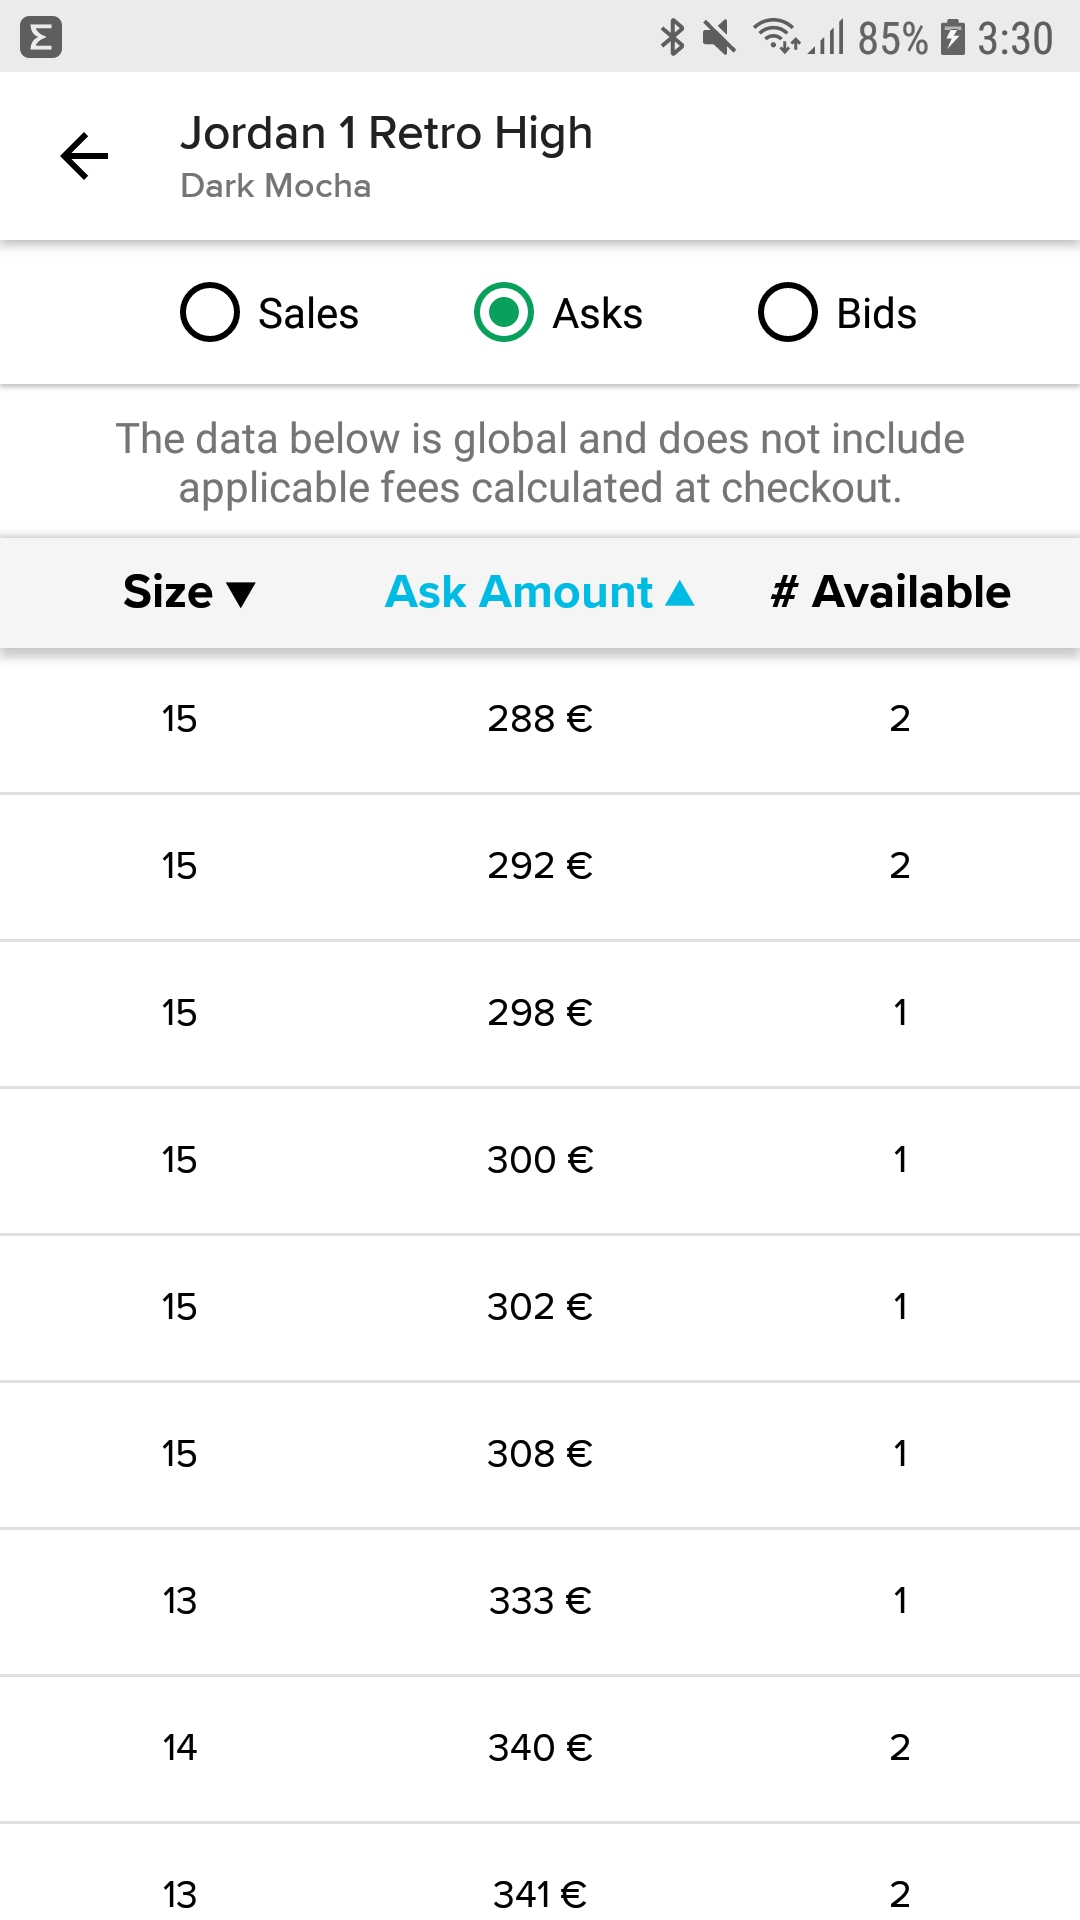 Σ 85% 3:30
Jordan 1 Retro High
Dark Mocha
Sales Asks Bids
The data below is global and does not include
applicable fees calculated at checkout.
Size ▼ Ask Amount ▲ # Available
15 288 € 2
15 292 € 2
15 298 € 1
15 300 € 1
15 302 € 1
15 308 € 1
13 333 € 1
14 340 € 2
13 341 € 2